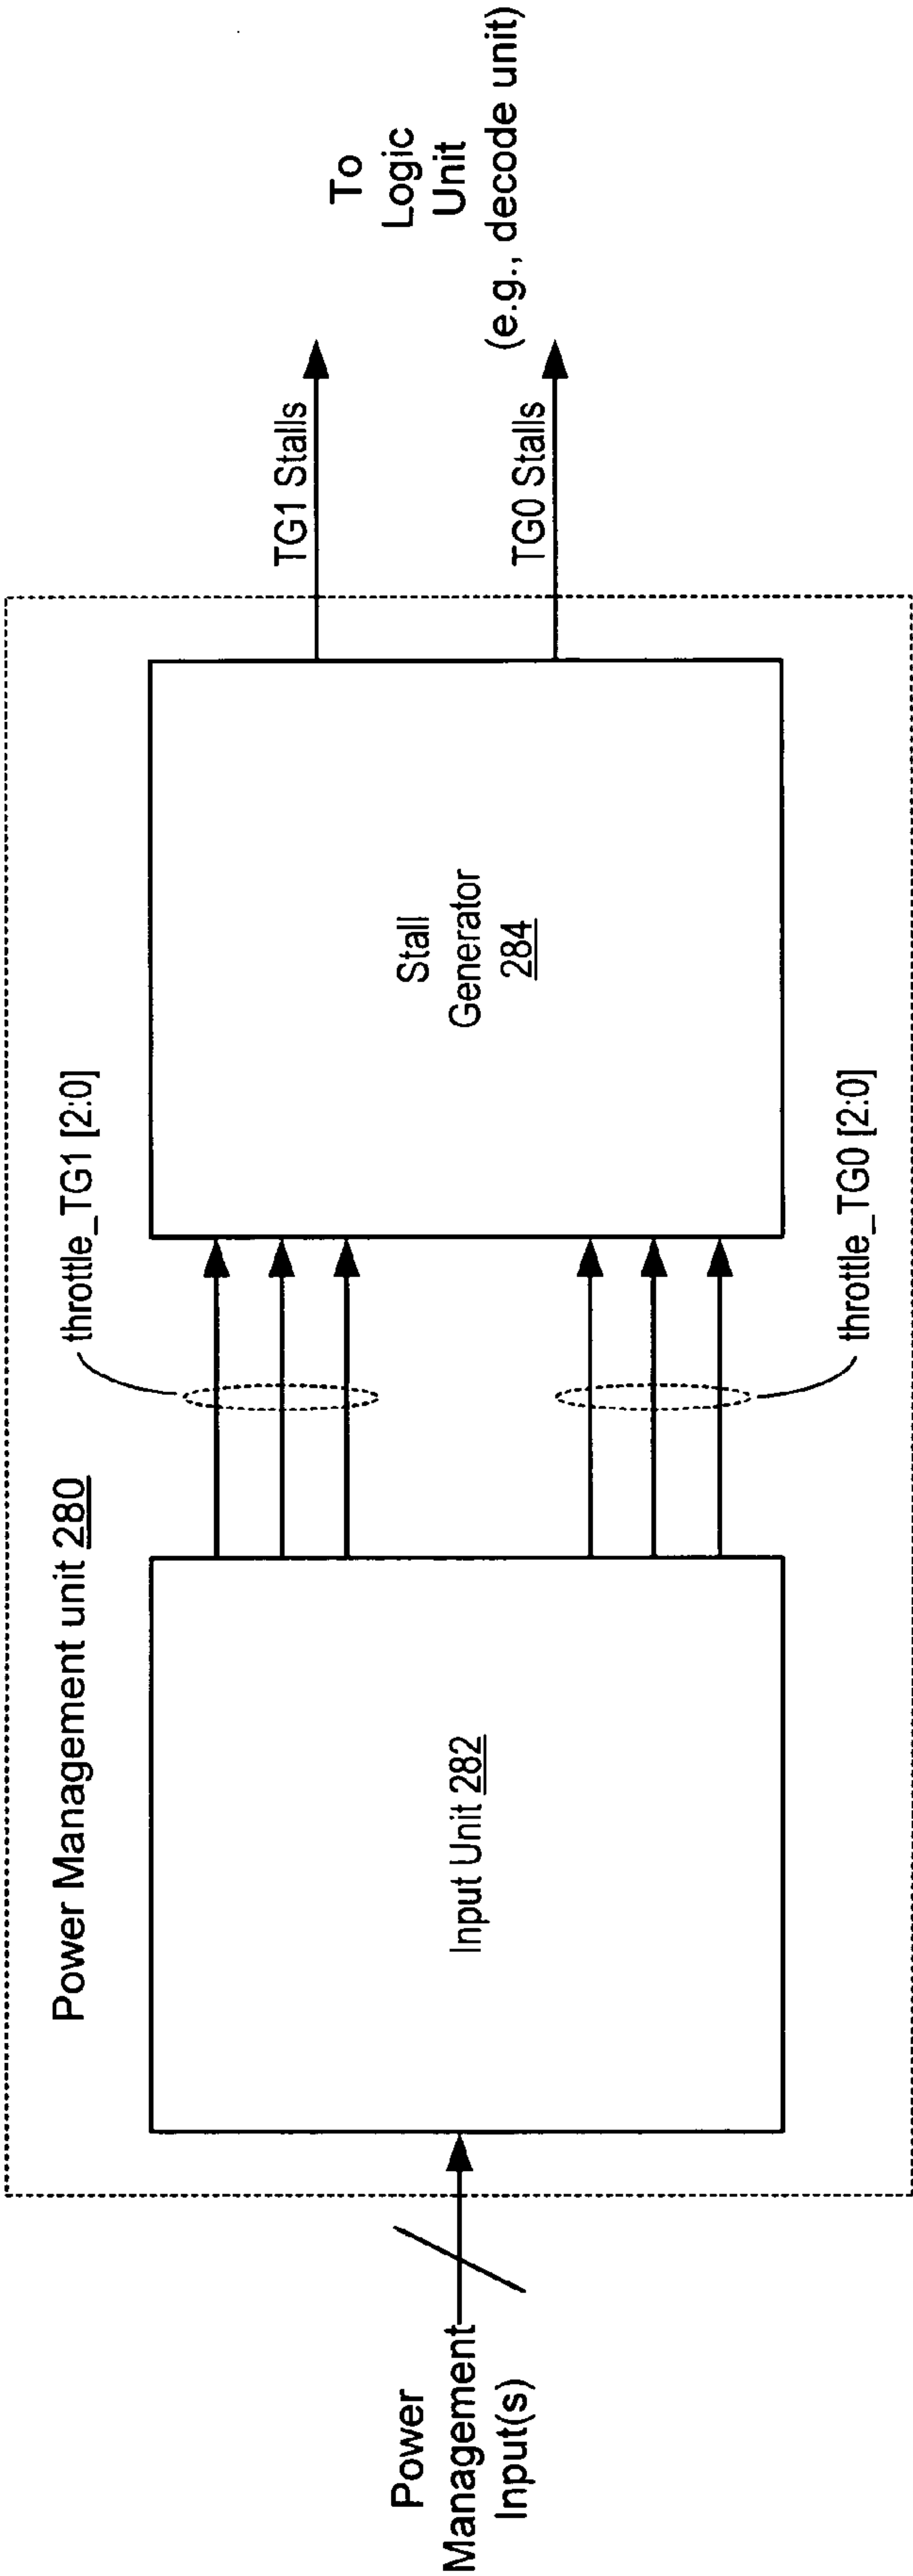 Power Management unit 280
throttle_TG1 [2:0]
Power
Management
Input(s)
Input Unit 282
Stall
Generator
284
TG1 Stalls
TG0 Stalls
To
Logic
Unit
(e.g., decode unit)
throttle_TG0 [2:0]